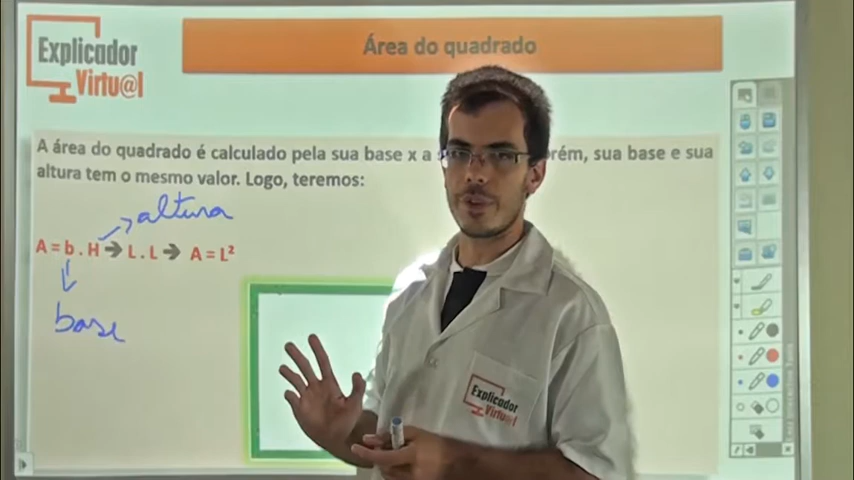 Explicador
Virtu@l
Área do quadrado
A área do quadrado é calculado pela sua base x a orém, sua base e sua
altura tem o mesmo valor. Logo, teremos:
altura
A = b . H → L . L → A = L²
base
Explicador
Virtu@l